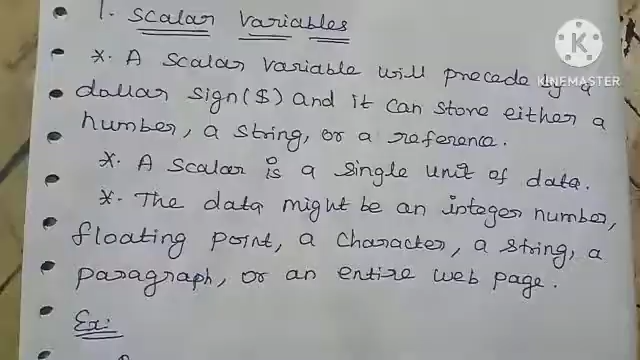 1. Scalar Variables
*. A Scalar Variable will precede by a
dollar sign($) and it can store either a
number, a string, or a reference.
*. A Scalar is a single unit of data.
*. The data might be an integer number,
floating point, a character, a string, a
paragraph, or an entire web page.
Ex:
KINEMASTER